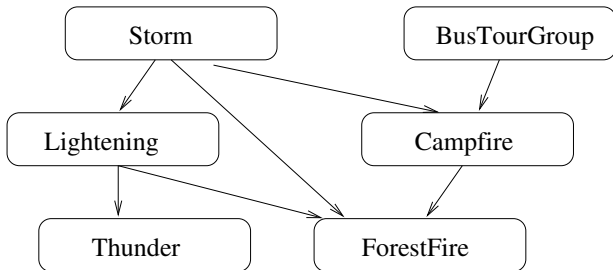 Storm
BusTourGroup
Lightening
Campfire
Thunder
ForestFire